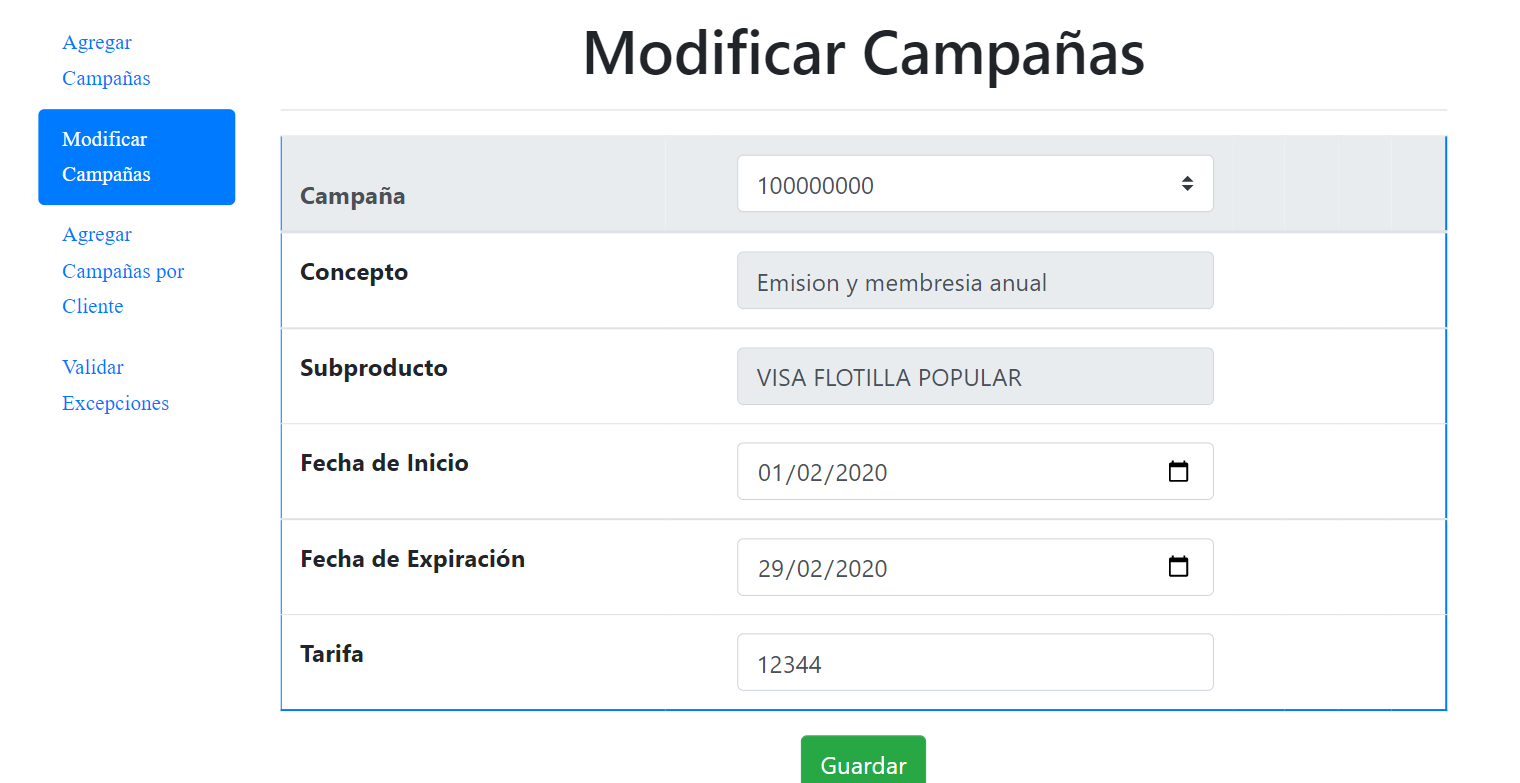 Agregar
Campañas
Modificar
Campañas
Agregar
Campañas por
Cliente
Validar
Excepciones
Modificar Campañas
Campaña 100000000
Concepto Emision y membresia anual
Subproducto VISA FLOTILLA POPULAR
Fecha de Inicio 01/02/2020
Fecha de Expiración 29/02/2020
Tarifa 12344
Guardar